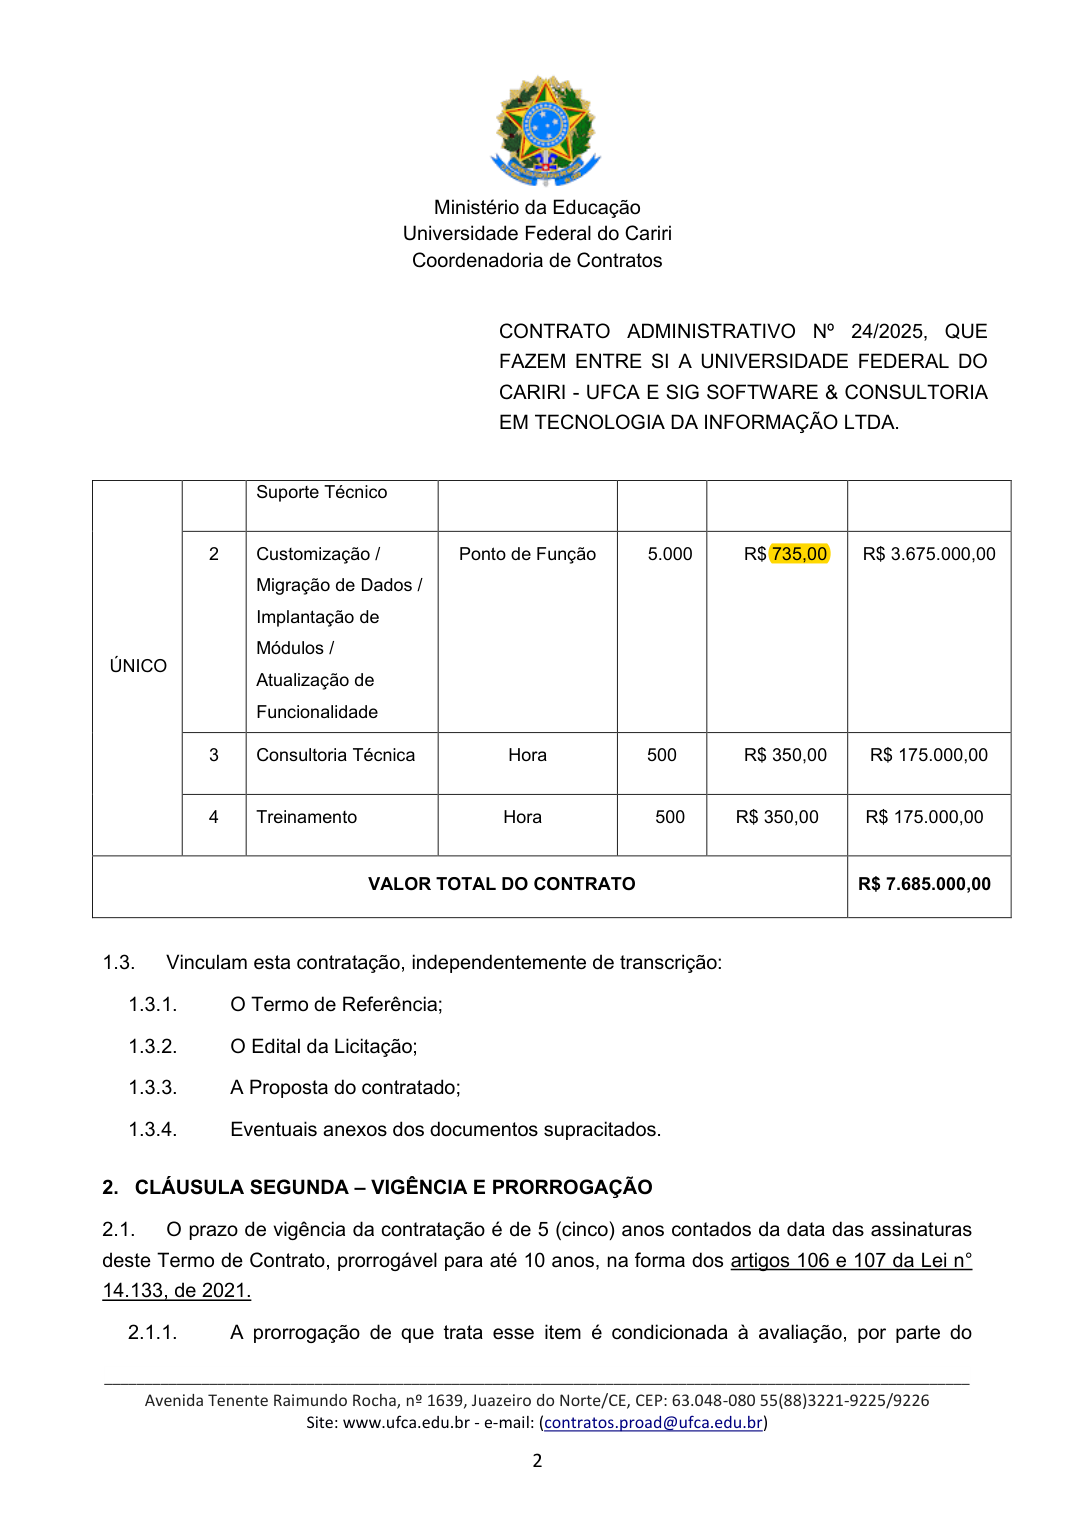 Ministério da Educação
Universidade Federal do Cariri
Coordenadoria de Contratos
CONTRATO ADMINISTRATIVO Nº 24/2025, QUE
FAZEM ENTRE SI A UNIVERSIDADE FEDERAL DO
CARIRI - UFCA E SIG SOFTWARE & CONSULTORIA
EM TECNOLOGIA DA INFORMAÇÃO LTDA.
Suporte Técnico
2 Customização / Ponto de Função 5.000 R$ 735,00 R$ 3.675.000,00
Migração de Dados /
Implantação de
Módulos /
ÚNICO
Atualização de
Funcionalidade
3 Consultoria Técnica Hora 500 R$ 350,00 R$ 175.000,00
4 Treinamento Hora 500 R$ 350,00 R$ 175.000,00
VALOR TOTAL DO CONTRATO R$ 7.685.000,00
1.3. Vinculam esta contratação, independentemente de transcrição:
1.3.1. O Termo de Referência;
1.3.2. O Edital da Licitação;
1.3.3. A Proposta do contratado;
1.3.4. Eventuais anexos dos documentos supracitados.
2. CLÁUSULA SEGUNDA – VIGÊNCIA E PRORROGAÇÃO
2.1. O prazo de vigência da contratação é de 5 (cinco) anos contados da data das assinaturas
deste Termo de Contrato, prorrogável para até 10 anos, na forma dos artigos 106 e 107 da Lei n°
14.133, de 2021.
2.1.1. A prorrogação de que trata esse item é condicionada à avaliação, por parte do
Avenida Tenente Raimundo Rocha, nº 1639, Juazeiro do Norte/CE, CEP: 63.048-080 55(88)3221-9225/9226
Site: www.ufca.edu.br - e-mail: (contratos.proad@ufca.edu.br)
2